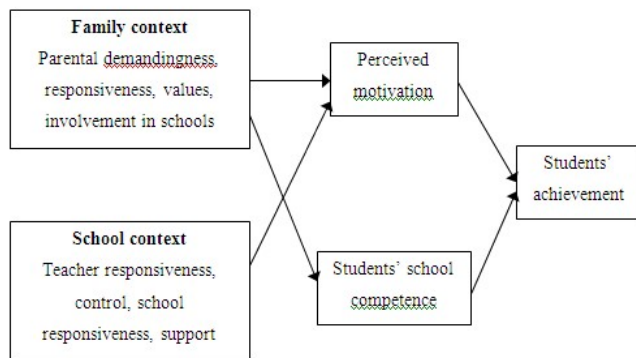 Family context
Parental demandingness,
responsiveness, values,
involvement in schools
Perceived
motivation
Students’
achievement
School context
Teacher responsiveness,
control, school
responsiveness, support
Students’ school
competence